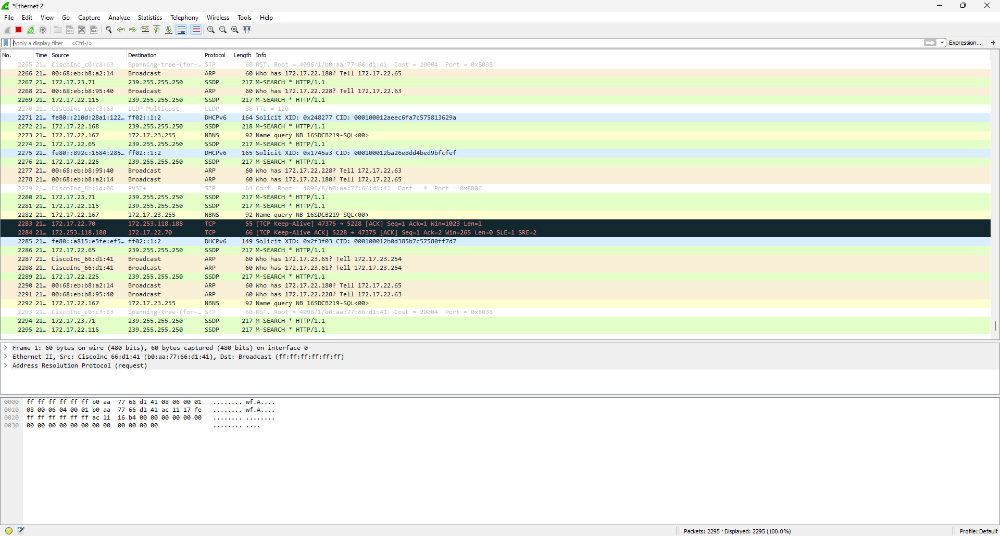 *Ethernet 2
File Edit View Go Capture Analyze Statistics Telephony Wireless Tools Help
Apply a display filter ... <Ctrl-/> Expression... +
No. Time Source Destination Protocol Length Info
2265 21… CiscoInc_c0:c3:63 Spanning-tree-(for-… STP 60 RST. Root = 4096/1/b0:aa:77:66:d1:41 Cost = 20004 Port = 0x8038
2266 21… 00:68:eb:b8:a2:14 Broadcast ARP 60 Who has 172.17.22.180? Tell 172.17.22.65
2267 21… 172.17.23.71 239.255.255.250 SSDP 217 M-SEARCH * HTTP/1.1
2268 21… 00:68:eb:b8:95:40 Broadcast ARP 60 Who has 172.17.22.228? Tell 172.17.22.63
2269 21… 172.17.22.115 239.255.255.250 SSDP 217 M-SEARCH * HTTP/1.1
2270 21… CiscoInc_c0:c3:63 LLDP_Multicast LLDP 88 TTL = 120
2271 21… fe80::210d:28a1:122… ff02::1:2 DHCPv6 164 Solicit XID: 0x248277 CID: 000100012aeec6fa7c575813629a
2272 21… 172.17.22.168 239.255.255.250 SSDP 218 M-SEARCH * HTTP/1.1
2273 21… 172.17.22.167 172.17.23.255 NBNS 92 Name query NB 16SDCB219-SQL<00>
2274 21… 172.17.22.65 239.255.255.250 SSDP 217 M-SEARCH * HTTP/1.1
2275 21… fe80::892c:1584:285… ff02::1:2 DHCPv6 165 Solicit XID: 0x1745a3 CID: 000100012ba26e8dd4bed9bfcfef
2276 21… 172.17.22.225 239.255.255.250 SSDP 217 M-SEARCH * HTTP/1.1
2277 21… 00:68:eb:b8:95:40 Broadcast ARP 60 Who has 172.17.22.228? Tell 172.17.22.63
2278 21… 00:68:eb:b8:a2:14 Broadcast ARP 60 Who has 172.17.22.180? Tell 172.17.22.65
2279 21… CiscoInc_8b:1d:06 PVST+ STP 64 Conf. Root = 4096/8/b0:aa:77:66:d1:41 Cost = 4 Port = 0x8006
2280 21… 172.17.23.71 239.255.255.250 SSDP 217 M-SEARCH * HTTP/1.1
2281 21… 172.17.22.115 239.255.255.250 SSDP 217 M-SEARCH * HTTP/1.1
2282 21… 172.17.22.167 172.17.23.255 NBNS 92 Name query NB 16SDCB219-SQL<00>
2283 21… 172.17.22.70 172.253.118.188 TCP 55 [TCP Keep-Alive] 47375 → 5228 [ACK] Seq=1 Ack=1 Win=1023 Len=1
2284 21… 172.253.118.188 172.17.22.70 TCP 66 [TCP Keep-Alive ACK] 5228 → 47375 [ACK] Seq=1 Ack=2 Win=265 Len=0 SLE=1 SRE=2
2285 21… fe80::a815:e5fe:ef5… ff02::1:2 DHCPv6 149 Solicit XID: 0x2f3f03 CID: 000100012b0d385b7c57580ff7d7
2286 21… 172.17.22.65 239.255.255.250 SSDP 217 M-SEARCH * HTTP/1.1
2287 21… CiscoInc_66:d1:41 Broadcast ARP 60 Who has 172.17.23.65? Tell 172.17.23.254
2288 21… CiscoInc_66:d1:41 Broadcast ARP 60 Who has 172.17.23.61? Tell 172.17.23.254
2289 21… 172.17.22.225 239.255.255.250 SSDP 217 M-SEARCH * HTTP/1.1
2290 21… 00:68:eb:b8:a2:14 Broadcast ARP 60 Who has 172.17.22.180? Tell 172.17.22.65
2291 21… 00:68:eb:b8:95:40 Broadcast ARP 60 Who has 172.17.22.228? Tell 172.17.22.63
2292 21… 172.17.22.167 172.17.23.255 NBNS 92 Name query NB 16SDCB219-SQL<00>
2293 21… CiscoInc_c0:c3:63 Spanning-tree-(for-… STP 60 RST. Root = 4096/1/b0:aa:77:66:d1:41 Cost = 20004 Port = 0x8038
2294 21… 172.17.23.71 239.255.255.250 SSDP 217 M-SEARCH * HTTP/1.1
2295 21… 172.17.22.115 239.255.255.250 SSDP 217 M-SEARCH * HTTP/1.1
Frame 1: 60 bytes on wire (480 bits), 60 bytes captured (480 bits) on interface 0
Ethernet II, Src: CiscoInc_66:d1:41 (b0:aa:77:66:d1:41), Dst: Broadcast (ff:ff:ff:ff:ff:ff)
Address Resolution Protocol (request)
0000 ff ff ff ff ff ff b0 aa 77 66 d1 41 08 06 00 01 ........ wf.A....
0010 08 00 06 04 00 01 b0 aa 77 66 d1 41 ac 11 17 fe ........ wf.A....
0020 ff ff ff ff ff ff ac 11 16 b4 00 00 00 00 00 00 ........ ........
0030 00 00 00 00 00 00 00 00 00 00 00 00 ........ ....
Packets: 2295 · Displayed: 2295 (100.0%) Profile: Default